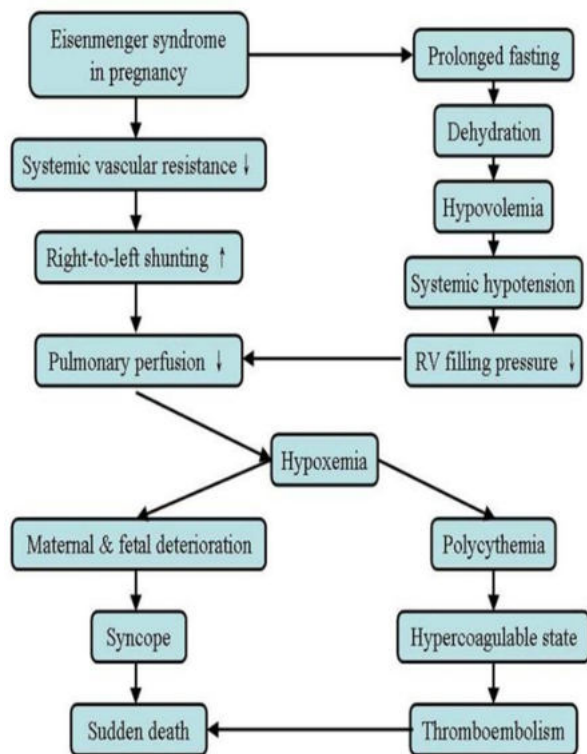 Eisenmenger syndrome
in pregnancy
Prolonged fasting
Dehydration
Systemic vascular resistance ↓
Hypovolemia
Right-to-left shunting ↑
Systemic hypotension
Pulmonary perfusion ↓
RV filling pressure ↓
Hypoxemia
Maternal & fetal deterioration
Polycythemia
Syncope
Hypercoagulable state
Sudden death
Thromboembolism